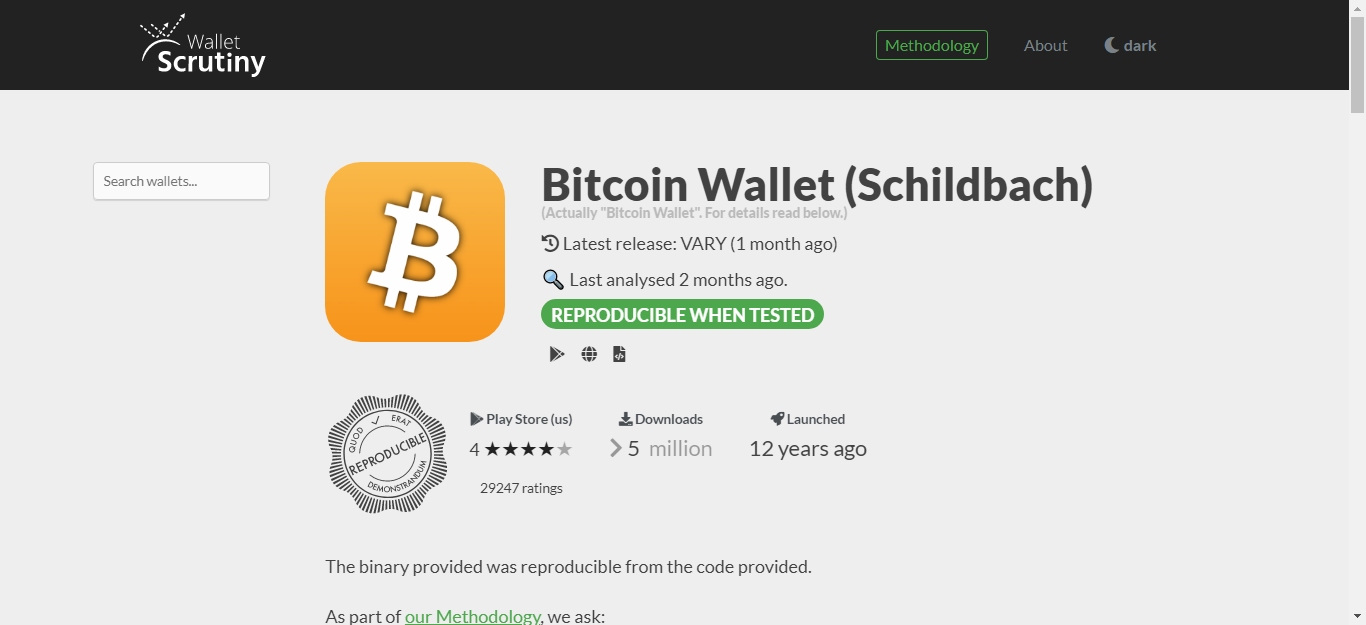 Wallet
Scrutiny
Methodology
About
dark
Search wallets...
Bitcoin Wallet (Schildbach)
(Actually "Bitcoin Wallet". For details read below.)
Latest release: VARY (1 month ago)
Last analysed 2 months ago.
REPRODUCIBLE WHEN TESTED
QUOD ERAT
REPRODUCIBLE
DEMONSTRANDUM
Play Store (us)
4
29247 ratings
Downloads
5 million
Launched
12 years ago
The binary provided was reproducible from the code provided.
As part of our Methodology, we ask: